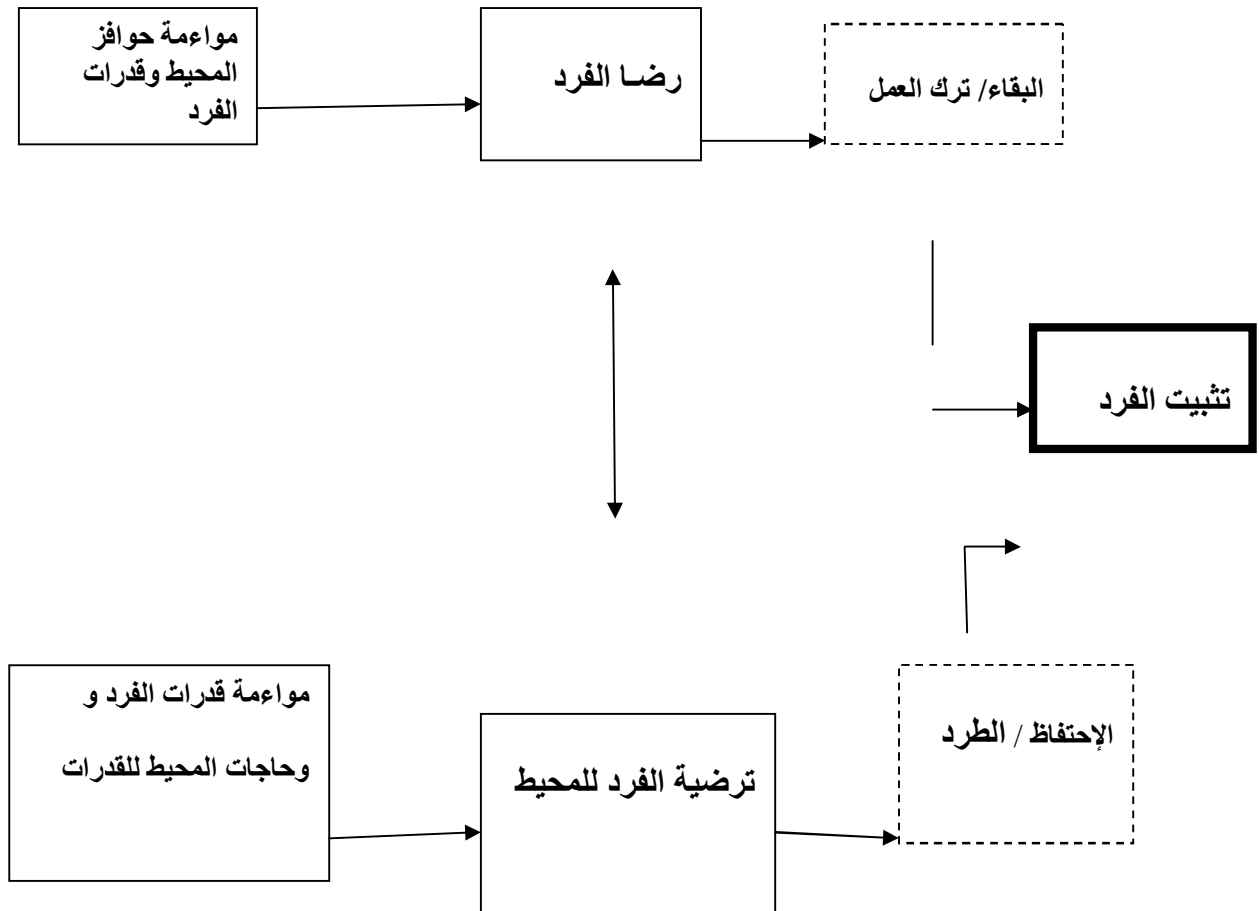 مواءمة حوافز
المحيط وقدرات
الفرد
رضا الفرد
البقاء/ ترك العمل
تثبيت الفرد
مواءمة قدرات الفرد و
وحاجات المحيط للقدرات
ترضية الفرد للمحيط
الإحتفاظ / الطرد